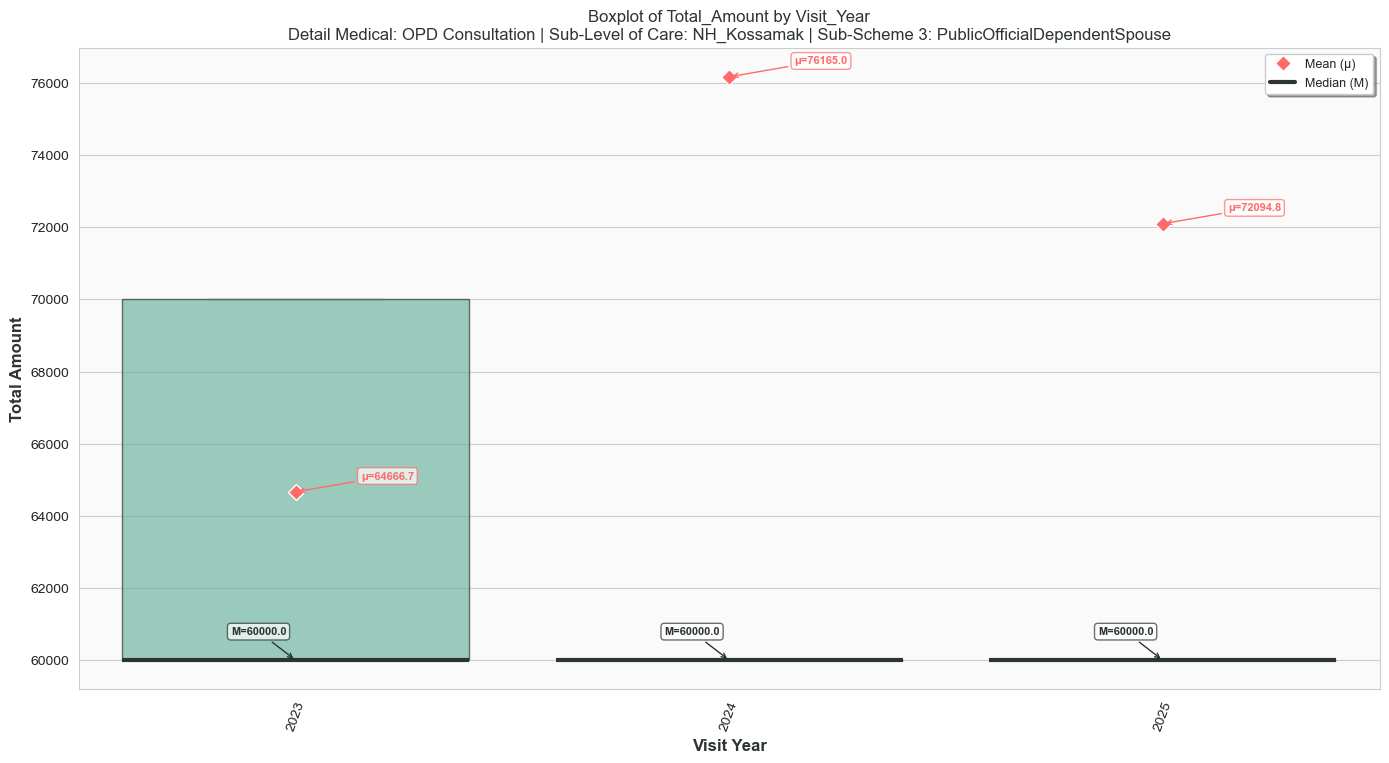 Boxplot of Total_Amount by Visit_Year
Detail Medical: OPD Consultation | Sub-Level of Care: NH_Kossamak | Sub-Scheme 3: PublicOfficialDependentSpouse
Mean (μ)
Median (M)
Total Amount
76000
74000
72000
70000
68000
66000
64000
62000
60000
μ=76165.0
μ=72094.8
μ=64666.7
M=60000.0
M=60000.0
M=60000.0
2023
2024
2025
Visit Year